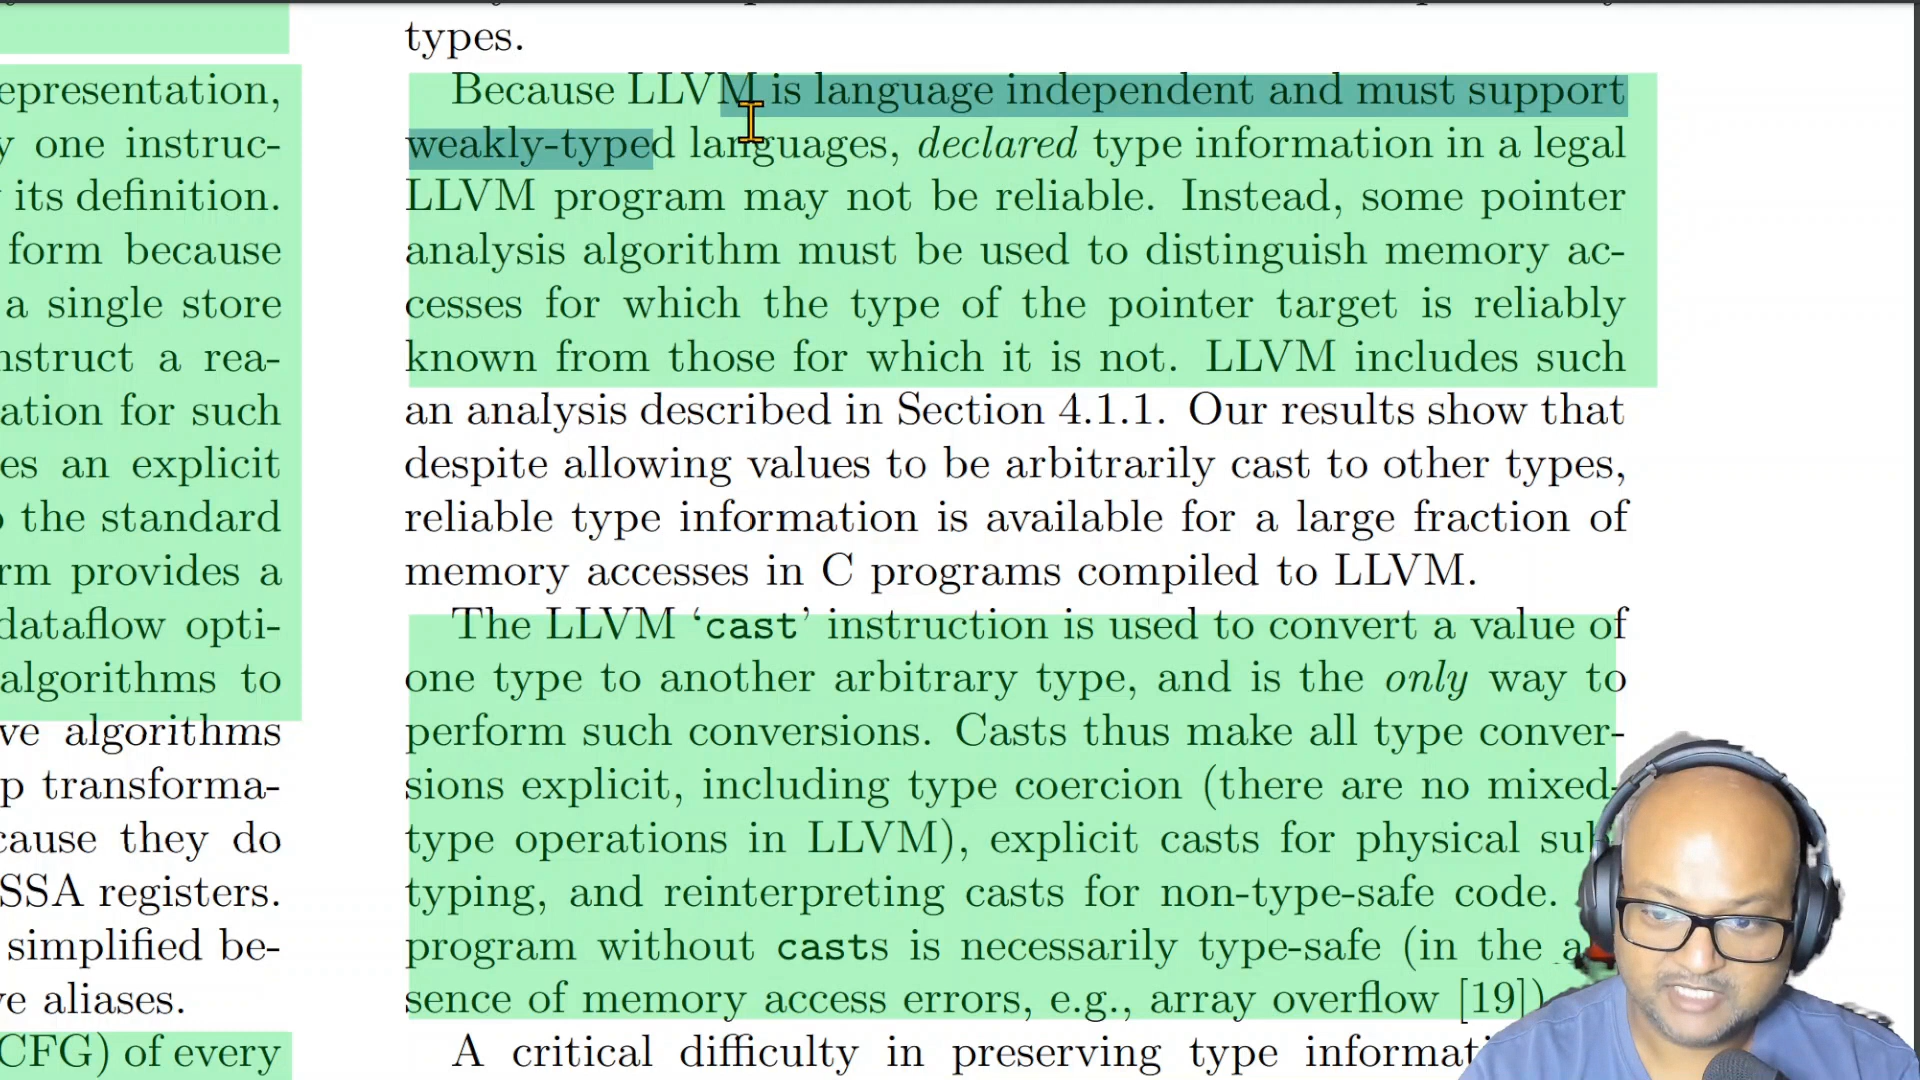 epresentation,
y one instruc-
its definition.
form because
a single store
nstruct a rea-
ation for such
es an explicit
the standard
rm provides a
dataflow opti-
algorithms to
ve algorithms
p transforma-
cause they do
SSA registers.
simplified be-
ve aliases.
CFG) of every
types.
Because LLVM is language independent and must support
weakly-typed languages, declared type information in a legal
LLVM program may not be reliable. Instead, some pointer
analysis algorithm must be used to distinguish memory ac-
cesses for which the type of the pointer target is reliably
known from those for which it is not. LLVM includes such
an analysis described in Section 4.1.1. Our results show that
despite allowing values to be arbitrarily cast to other types,
reliable type information is available for a large fraction of
memory accesses in C programs compiled to LLVM.
The LLVM ‘cast’ instruction is used to convert a value of
one type to another arbitrary type, and is the only way to
perform such conversions. Casts thus make all type conver-
sions explicit, including type coercion (there are no mixed-
type operations in LLVM), explicit casts for physical sub
typing, and reinterpreting casts for non-type-safe code.
program without casts is necessarily type-safe (in the a
sence of memory access errors, e.g., array overflow [19])
A critical difficulty in preserving type informati